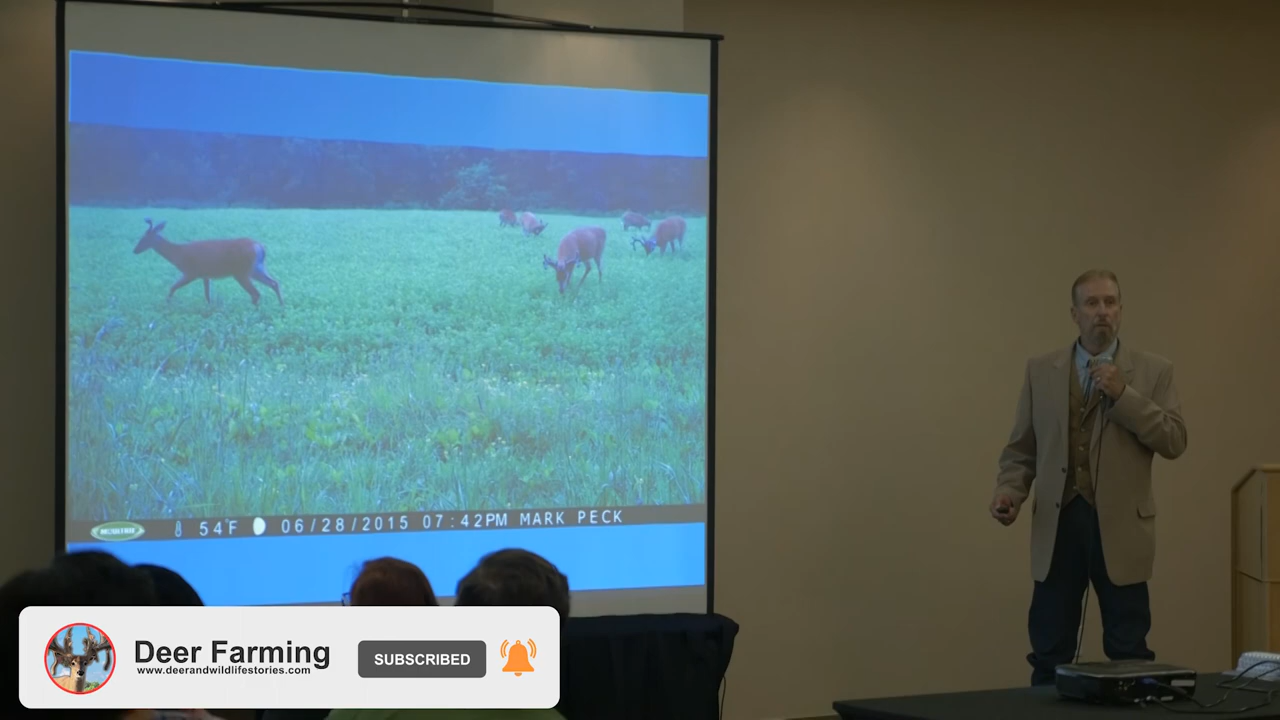 54°F 06/28/2015 07:42PM MARK PECK
Deer Farming
www.deerandwildlifestories.com
SUBSCRIBED